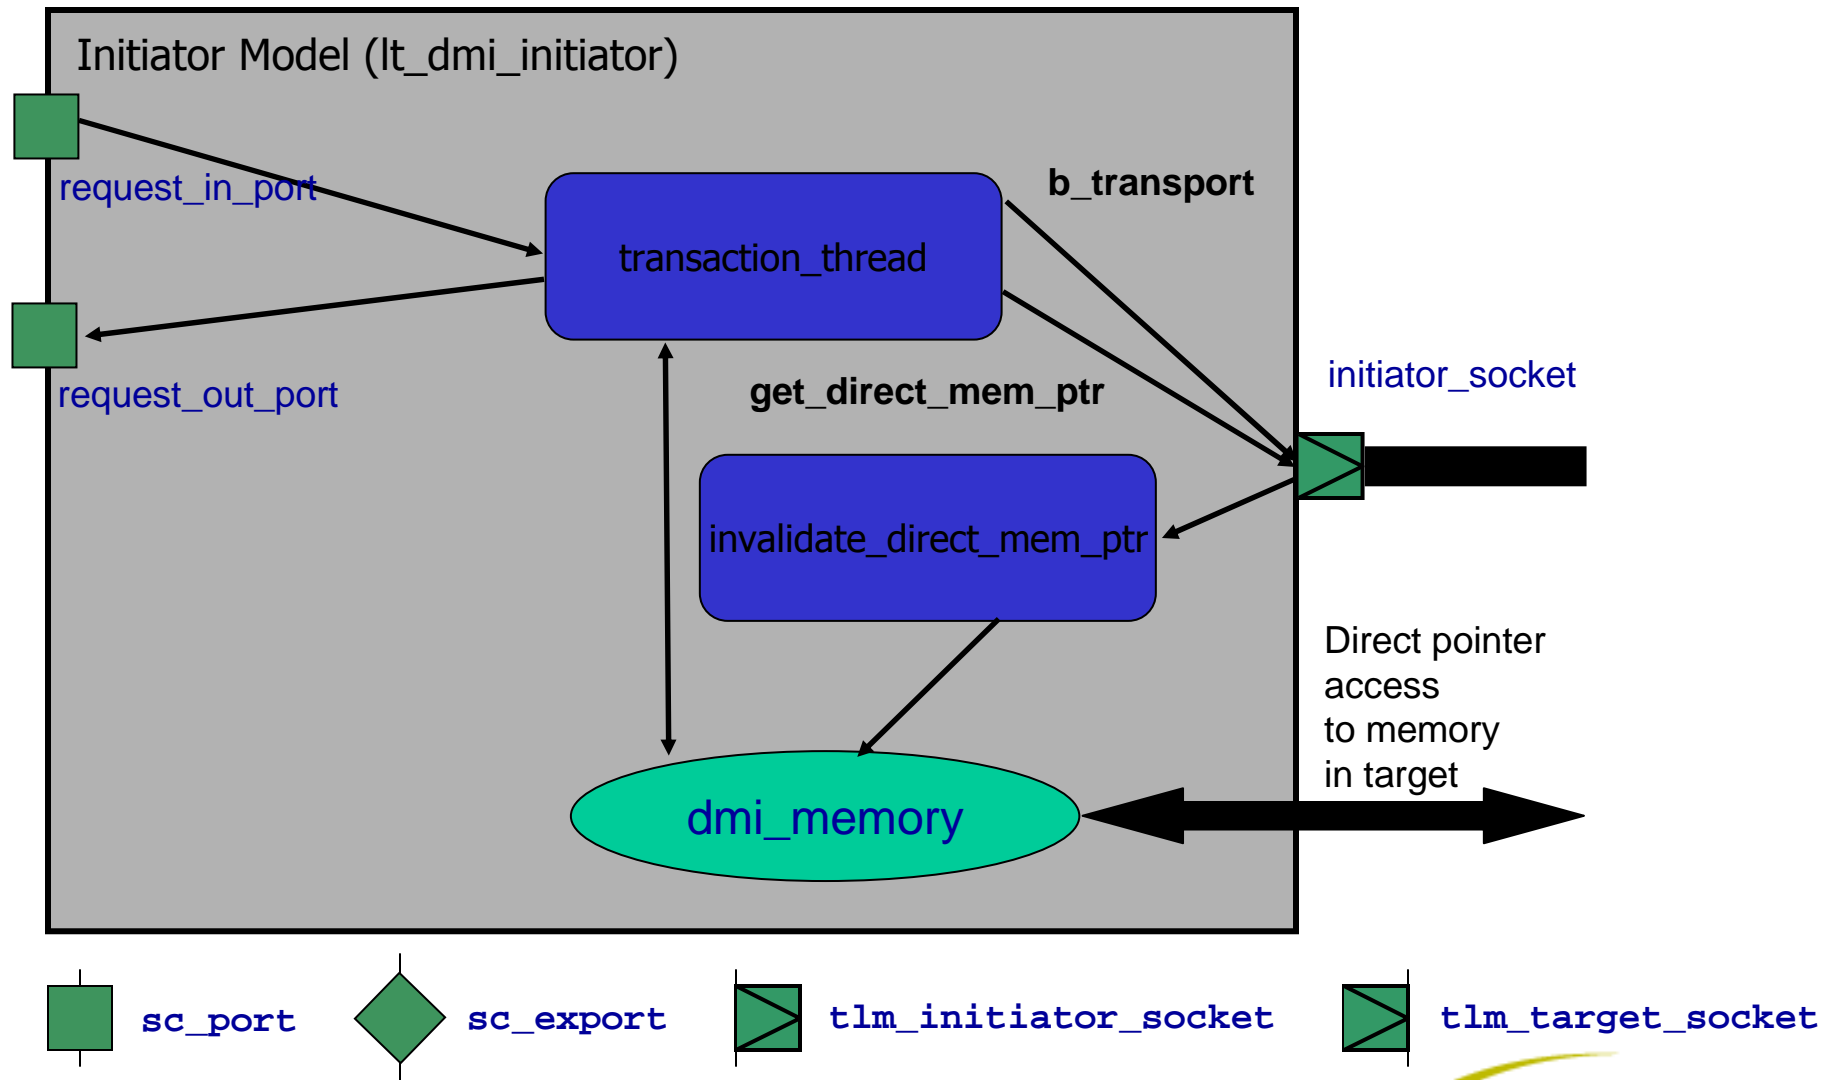 Initiator Model (lt_dmi_initiator)
request_in_port
b_transport
transaction_thread
request_out_port
get_direct_mem_ptr
initiator_socket
invalidate_direct_mem_ptr
Direct pointer
access
to memory
in target
dmi_memory
sc_port
sc_export
tlm_initiator_socket
tlm_target_socket